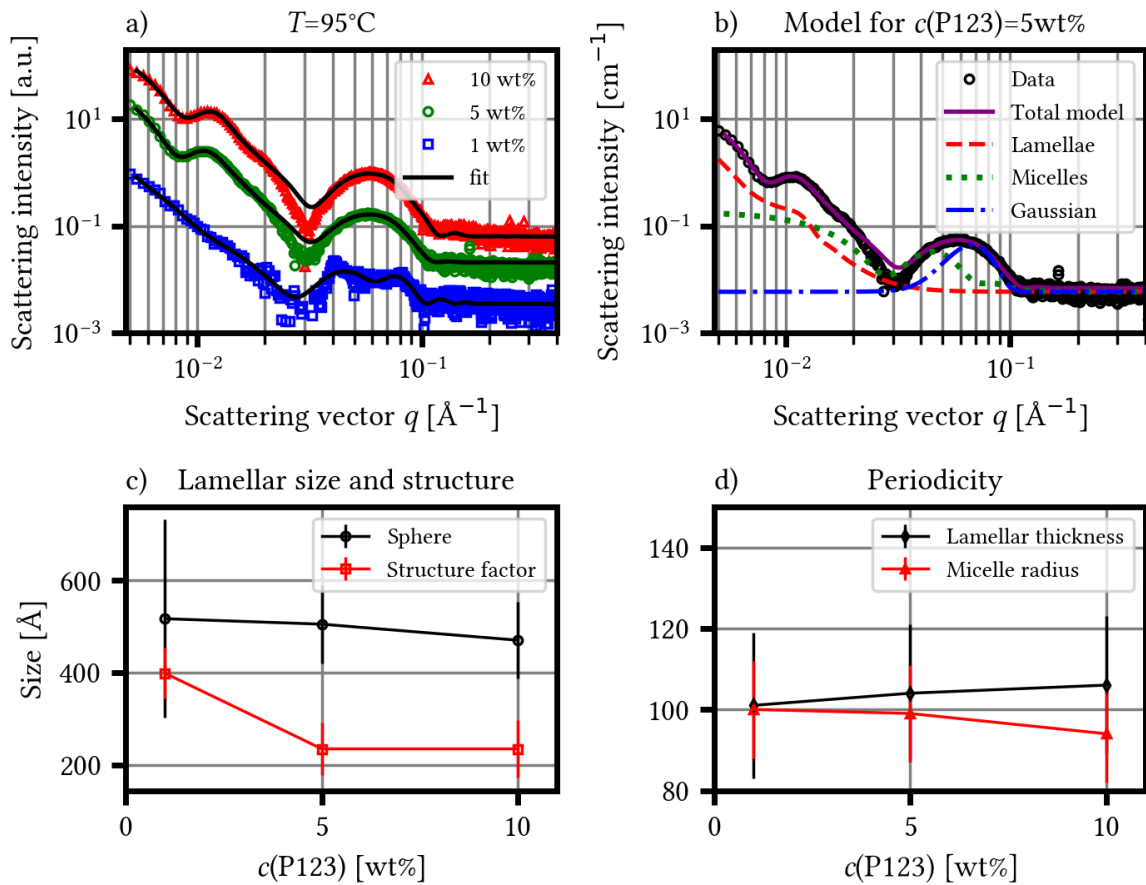 a) T=95°C
Scattering intensity [a.u.]
10¹
10⁻¹
10⁻³
10 wt%
5 wt%
1 wt%
fit
10⁻² 10⁻¹
Scattering vector q [Å⁻¹]
b) Model for c(P123)=5wt%
Scattering intensity [cm⁻¹]
10¹
10⁻¹
10⁻³
Data
Total model
Lamellae
Micelles
Gaussian
10⁻² 10⁻¹
Scattering vector q [Å⁻¹]
c) Lamellar size and structure
Size [Å]
600
400
200
Sphere
Structure factor
0 5 10
c(P123) [wt%]
d) Periodicity
140
120
100
80
Lamellar thickness
Micelle radius
0 5 10
c(P123) [wt%]